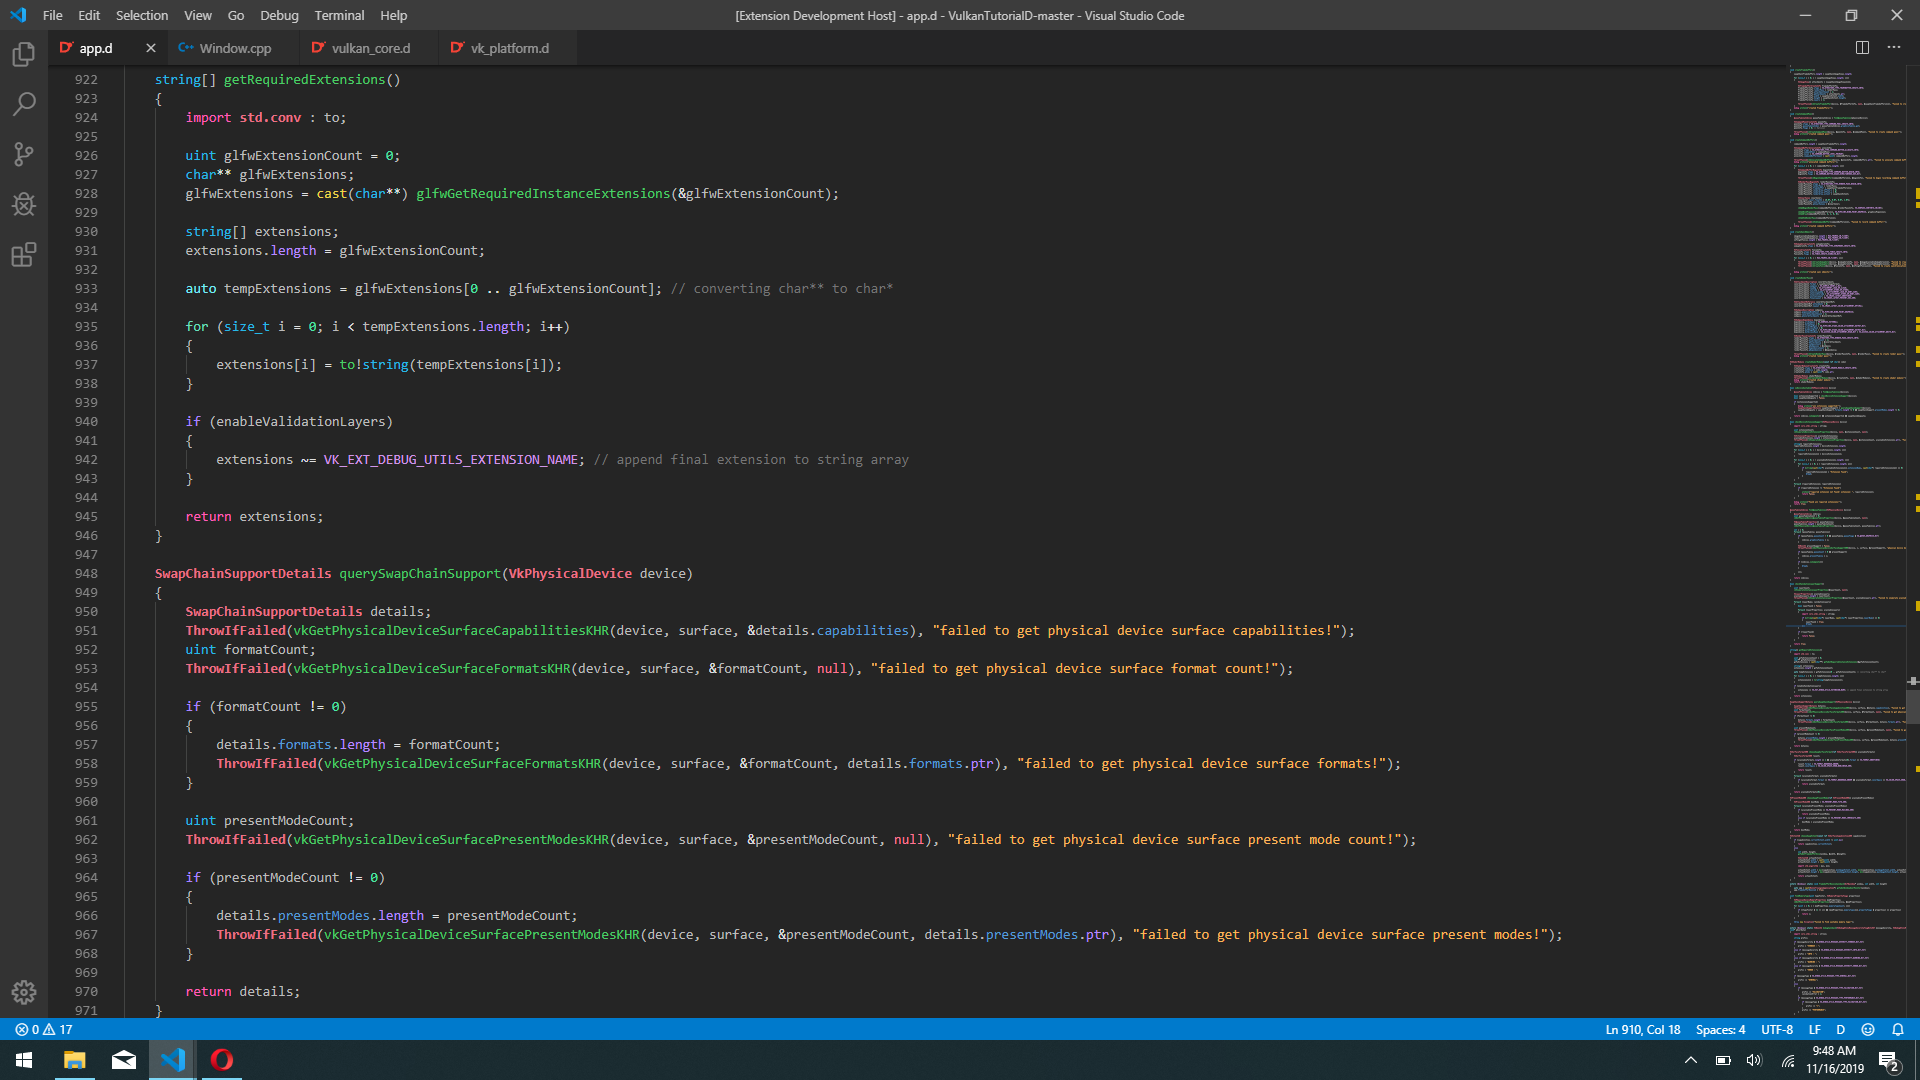 File Edit Selection View Go Debug Terminal Help
[Extension Development Host] - app.d - VulkanTutorialD-master - Visual Studio Code
app.d
Window.cpp
vulkan_core.d
vk_platform.d
922 string[] getRequiredExtensions()
923 {
924 import std.conv : to;
925
926 uint glfwExtensionCount = 0;
927 char** glfwExtensions;
928 glfwExtensions = cast(char**) glfwGetRequiredInstanceExtensions(&glfwExtensionCount);
929
930 string[] extensions;
931 extensions.length = glfwExtensionCount;
932
933 auto tempExtensions = glfwExtensions[0 .. glfwExtensionCount]; // converting char** to char*
934
935 for (size_t i = 0; i < tempExtensions.length; i++)
936 {
937 extensions[i] = to!string(tempExtensions[i]);
938 }
939
940 if (enableValidationLayers)
941 {
942 extensions ~= VK_EXT_DEBUG_UTILS_EXTENSION_NAME; // append final extension to string array
943 }
944
945 return extensions;
946 }
947
948 SwapChainSupportDetails querySwapChainSupport(VkPhysicalDevice device)
949 {
950 SwapChainSupportDetails details;
951 ThrowIfFailed(vkGetPhysicalDeviceSurfaceCapabilitiesKHR(device, surface, &details.capabilities), "failed to get physical device surface capabilities!");
952 uint formatCount;
953 ThrowIfFailed(vkGetPhysicalDeviceSurfaceFormatsKHR(device, surface, &formatCount, null), "failed to get physical device surface format count!");
954
955 if (formatCount != 0)
956 {
957 details.formats.length = formatCount;
958 ThrowIfFailed(vkGetPhysicalDeviceSurfaceFormatsKHR(device, surface, &formatCount, details.formats.ptr), "failed to get physical device surface formats!");
959 }
960
961 uint presentModeCount;
962 ThrowIfFailed(vkGetPhysicalDeviceSurfacePresentModesKHR(device, surface, &presentModeCount, null), "failed to get physical device surface present mode count!");
963
964 if (presentModeCount != 0)
965 {
966 details.presentModes.length = presentModeCount;
967 ThrowIfFailed(vkGetPhysicalDeviceSurfacePresentModesKHR(device, surface, &presentModeCount, details.presentModes.ptr), "failed to get physical device surface present modes!");
968 }
969
970 return details;
971 }
0 17
Ln 910, Col 18 Spaces: 4 UTF-8 LF D
9:48 AM
11/16/2019
2